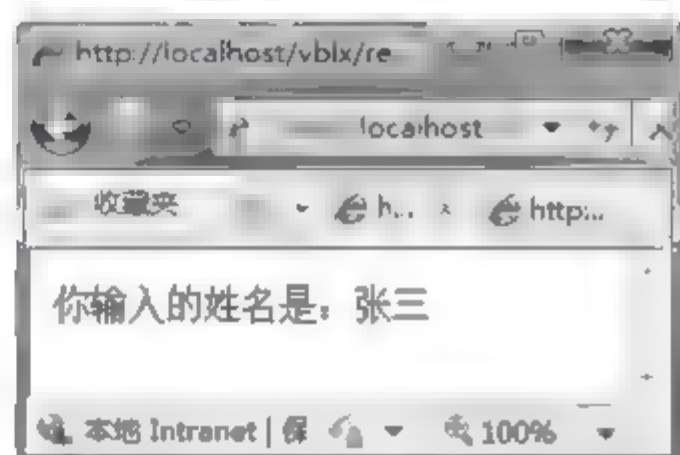 http://localhost/vblx/re
localhost
收藏夹
h...
×
http:...
你输入的姓名是：张三
本地 Intranet | 保
100%